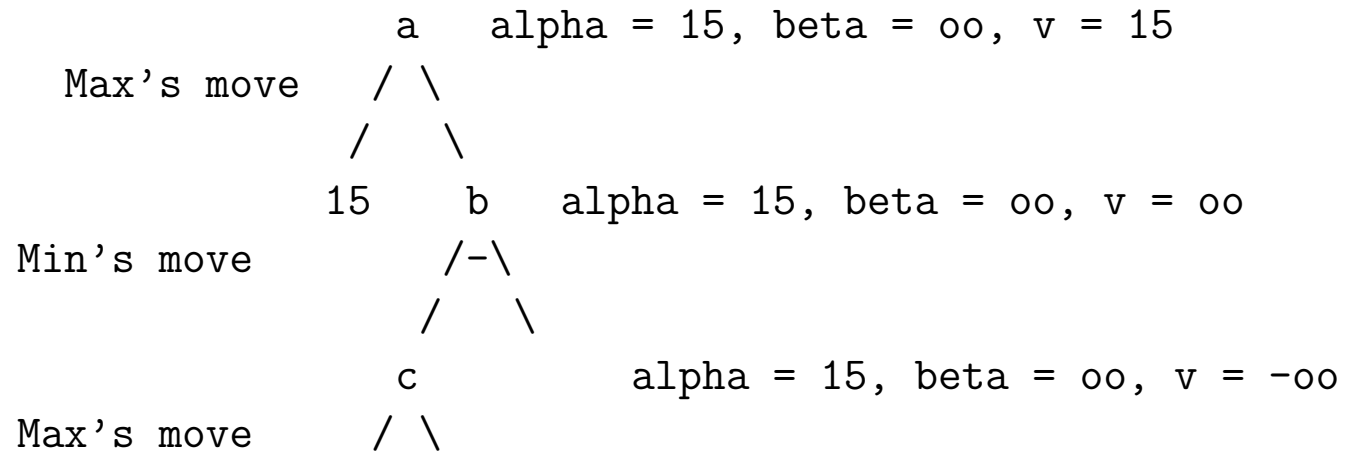 a alpha = 15, beta = oo, v = 15
Max's move / \
/ \
15 b alpha = 15, beta = oo, v = oo
Min's move /-\
/ \
c alpha = 15, beta = oo, v = -oo
Max's move / \